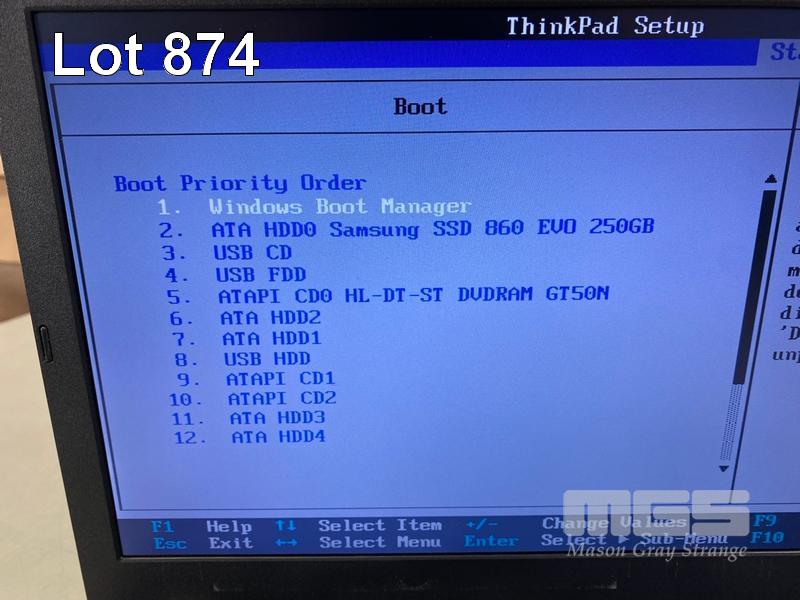 Lot 874
ThinkPad Setup
Boot
Boot Priority Order
1. Windows Boot Manager
2. ATA HDD0 Samsung SSD 860 EVO 250GB
3. USB CD
4. USB FDD
5. ATAPI CD0 HL-DT-ST DVDRAM GT50N
6. ATA HDD2
7. ATA HDD1
8. USB HDD
9. ATAPI CD1
10. ATAPI CD2
11. ATA HDD3
12. ATA HDD4
F1 Help ↑↓ Select Item +/- Change Values F9
Esc Exit ↔ Select Menu Enter Select ▶ Sub-Menu F10
MGS
Mason Gray Strange